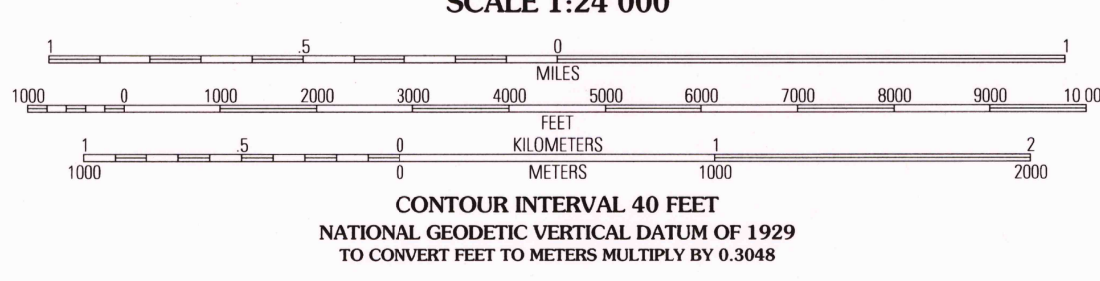 SCALE 1:24 000
1 .5 0 1
MILES
1000 0 1000 2000 3000 4000 5000 6000 7000 8000 9000 10 00
FEET
1 .5 0 KILOMETERS 1 2
1000 0 METERS 1000 2000
CONTOUR INTERVAL 40 FEET
NATIONAL GEODETIC VERTICAL DATUM OF 1929
TO CONVERT FEET TO METERS MULTIPLY BY 0.3048